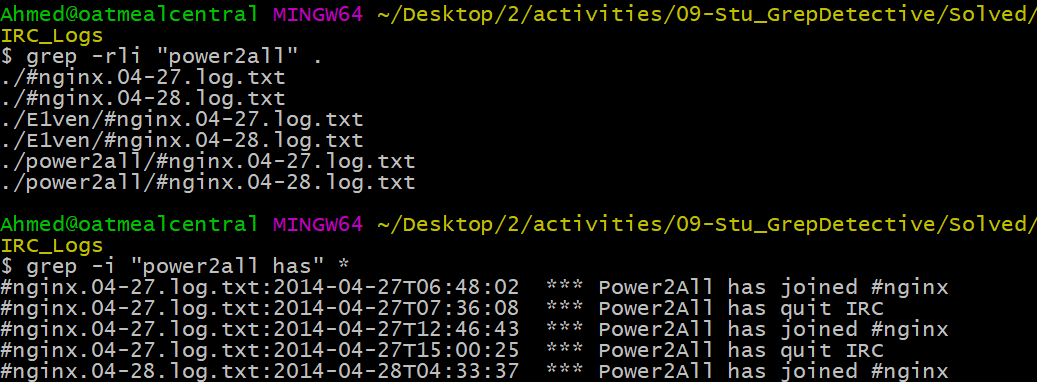 Ahmed@oatmealcentral MINGW64 ~/Desktop/2/activities/09-Stu_GrepDetective/Solved/
IRC_Logs
$ grep -rli "power2all" .
./#nginx.04-27.log.txt
./#nginx.04-28.log.txt
./E1ven/#nginx.04-27.log.txt
./E1ven/#nginx.04-28.log.txt
./power2all/#nginx.04-27.log.txt
./power2all/#nginx.04-28.log.txt
Ahmed@oatmealcentral MINGW64 ~/Desktop/2/activities/09-Stu_GrepDetective/Solved/
IRC_Logs
$ grep -i "power2all has" *
#nginx.04-27.log.txt:2014-04-27T06:48:02  *** Power2All has joined #nginx
#nginx.04-27.log.txt:2014-04-27T07:36:08  *** Power2All has quit IRC
#nginx.04-27.log.txt:2014-04-27T12:46:43  *** Power2All has joined #nginx
#nginx.04-27.log.txt:2014-04-27T15:00:25  *** Power2All has quit IRC
#nginx.04-28.log.txt:2014-04-28T04:33:37  *** Power2All has joined #nginx